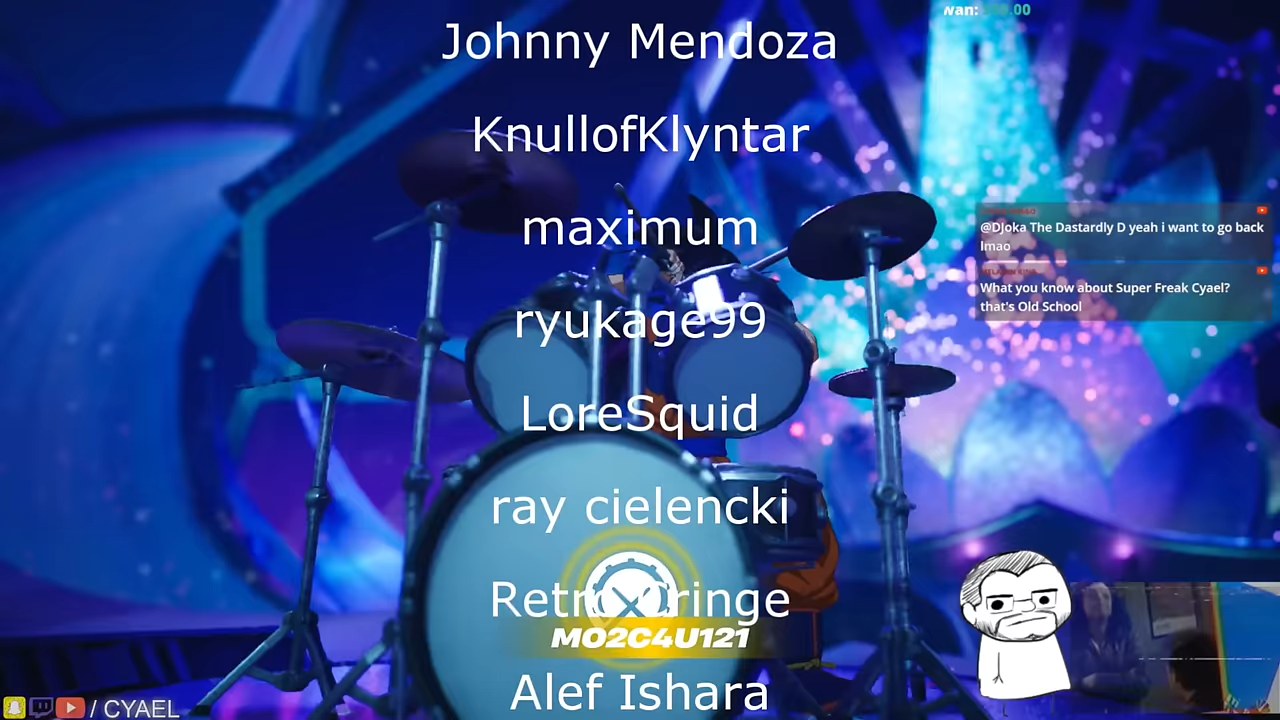 Johnny Mendoza
KnullofKlyntar
maximum
ryukage99
LoreSquid
ray cielencki
MO2C4U121
Alef Ishara
@DJoka The Dastardly D yeah i want to go back
lmao
What you know about Super Freak Cyael?
that's Old School
/ CYAEL